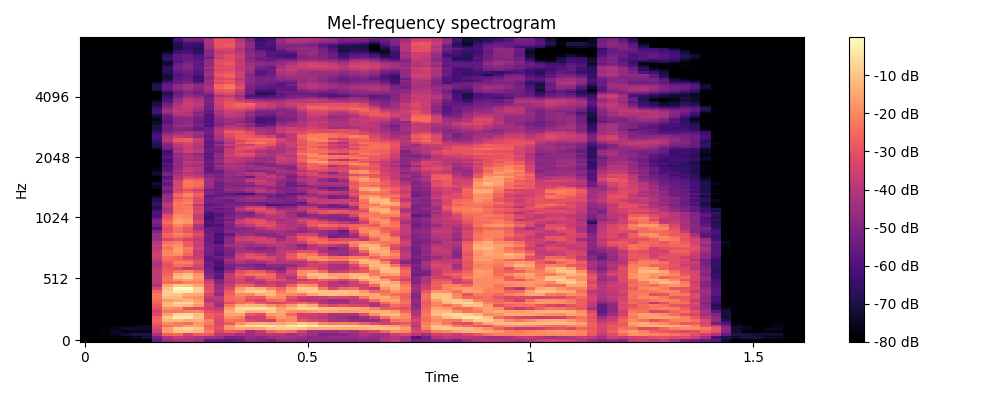 Mel-frequency spectrogram
Hz
4096
2048
1024
512
0
0 0.5 1 1.5
Time
-10 dB
-20 dB
-30 dB
-40 dB
-50 dB
-60 dB
-70 dB
-80 dB